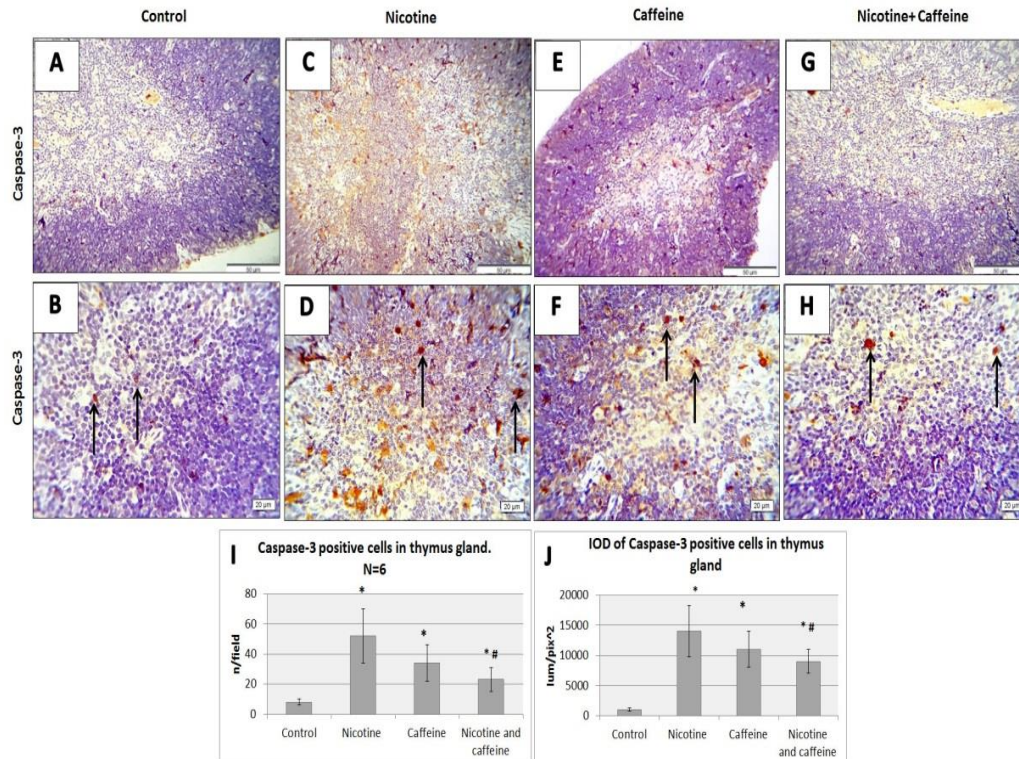 Control
Nicotine
Caffeine
Nicotine+ Caffeine
Caspase-3
A
C
E
G
50 µm
50 µm
50 µm
50 µm
Caspase-3
B
D
F
H
20 µm
20 µm
20 µm
20 µm
I
Caspase-3 positive cells in thymus gland.
N=6
n/field
80
60
40
20
0
*
*
* #
Control
Nicotine
Caffeine
Nicotine and
caffeine
J
IOD of Caspase-3 positive cells in thymus
gland
Ium/pix^2
20000
15000
10000
5000
0
*
*
* #
Control
Nicotine
Caffeine
Nicotine
and caffeine